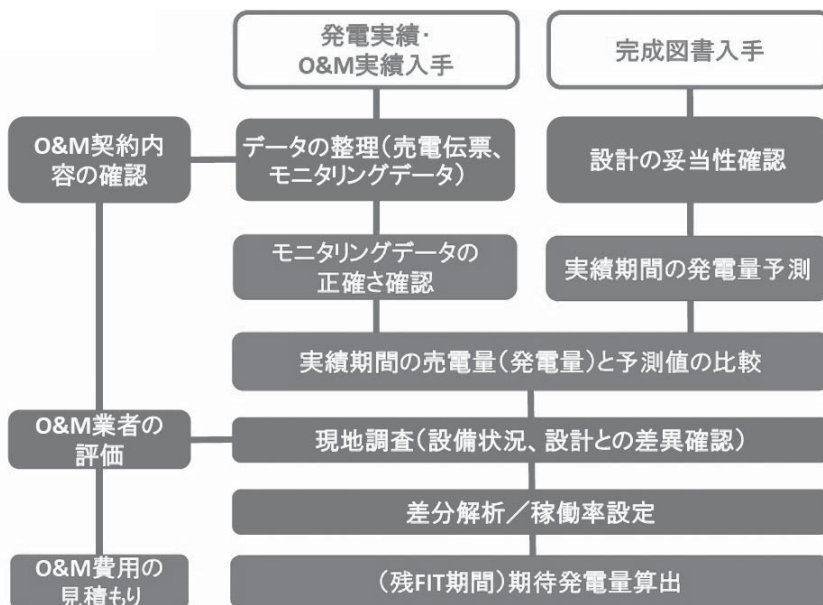 発電実績・
O&M実績入手
完成図書入手
O&M契約内
容の確認
データの整理(売電伝票、
モニタリングデータ)
設計の妥当性確認
モニタリングデータの
正確さ確認
実績期間の発電量予測
実績期間の売電量(発電量)と予測値の比較
O&M業者の
評価
現地調査(設備状況、設計との差異確認)
差分解析/稼働率設定
O&M費用の
見積もり
(残FIT期間)期待発電量算出